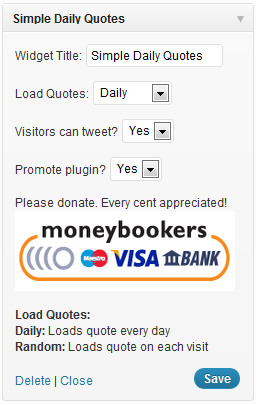 Simple Daily Quotes
Widget Title: Simple Daily Quotes
Load Quotes: Daily
Visitors can tweet? Yes
Promote plugin? Yes
Please donate. Every cent appreciated!
moneybookers
Maestro VISA BANK
Load Quotes:
Daily: Loads quote every day
Random: Loads quote on each visit
Delete | Close Save